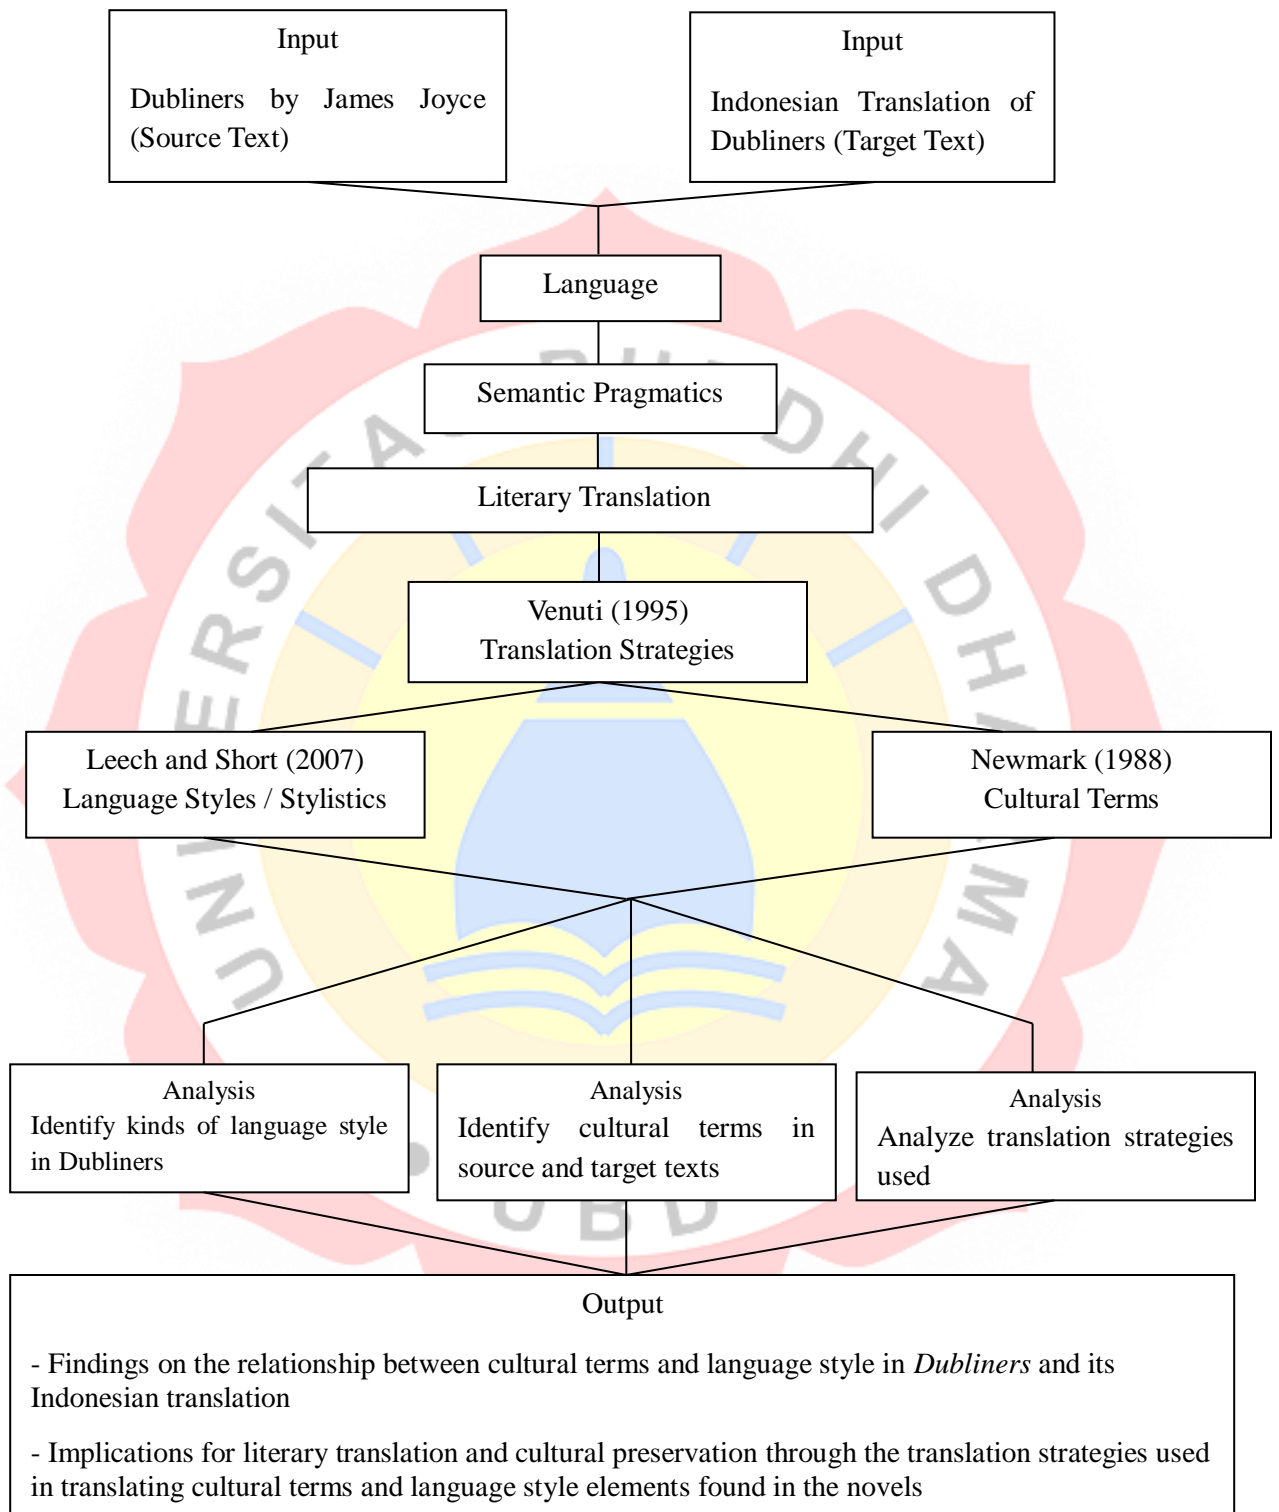 Input
Dubliners by James Joyce
(Source Text)
Input
Indonesian Translation of
Dubliners (Target Text)
Language
Semantic Pragmatics
Literary Translation
Venuti (1995)
Translation Strategies
Leech and Short (2007)
Language Styles / Stylistics
Newmark (1988)
Cultural Terms
Analysis
Identify kinds of language style
in Dubliners
Analysis
Identify cultural terms in
source and target texts
Analysis
Analyze translation strategies
used
Output
- Findings on the relationship between cultural terms and language style in Dubliners and its
Indonesian translation
- Implications for literary translation and cultural preservation through the translation strategies used
in translating cultural terms and language style elements found in the novels
UNIVERSITAS BUDDHI DHARMA
UBD